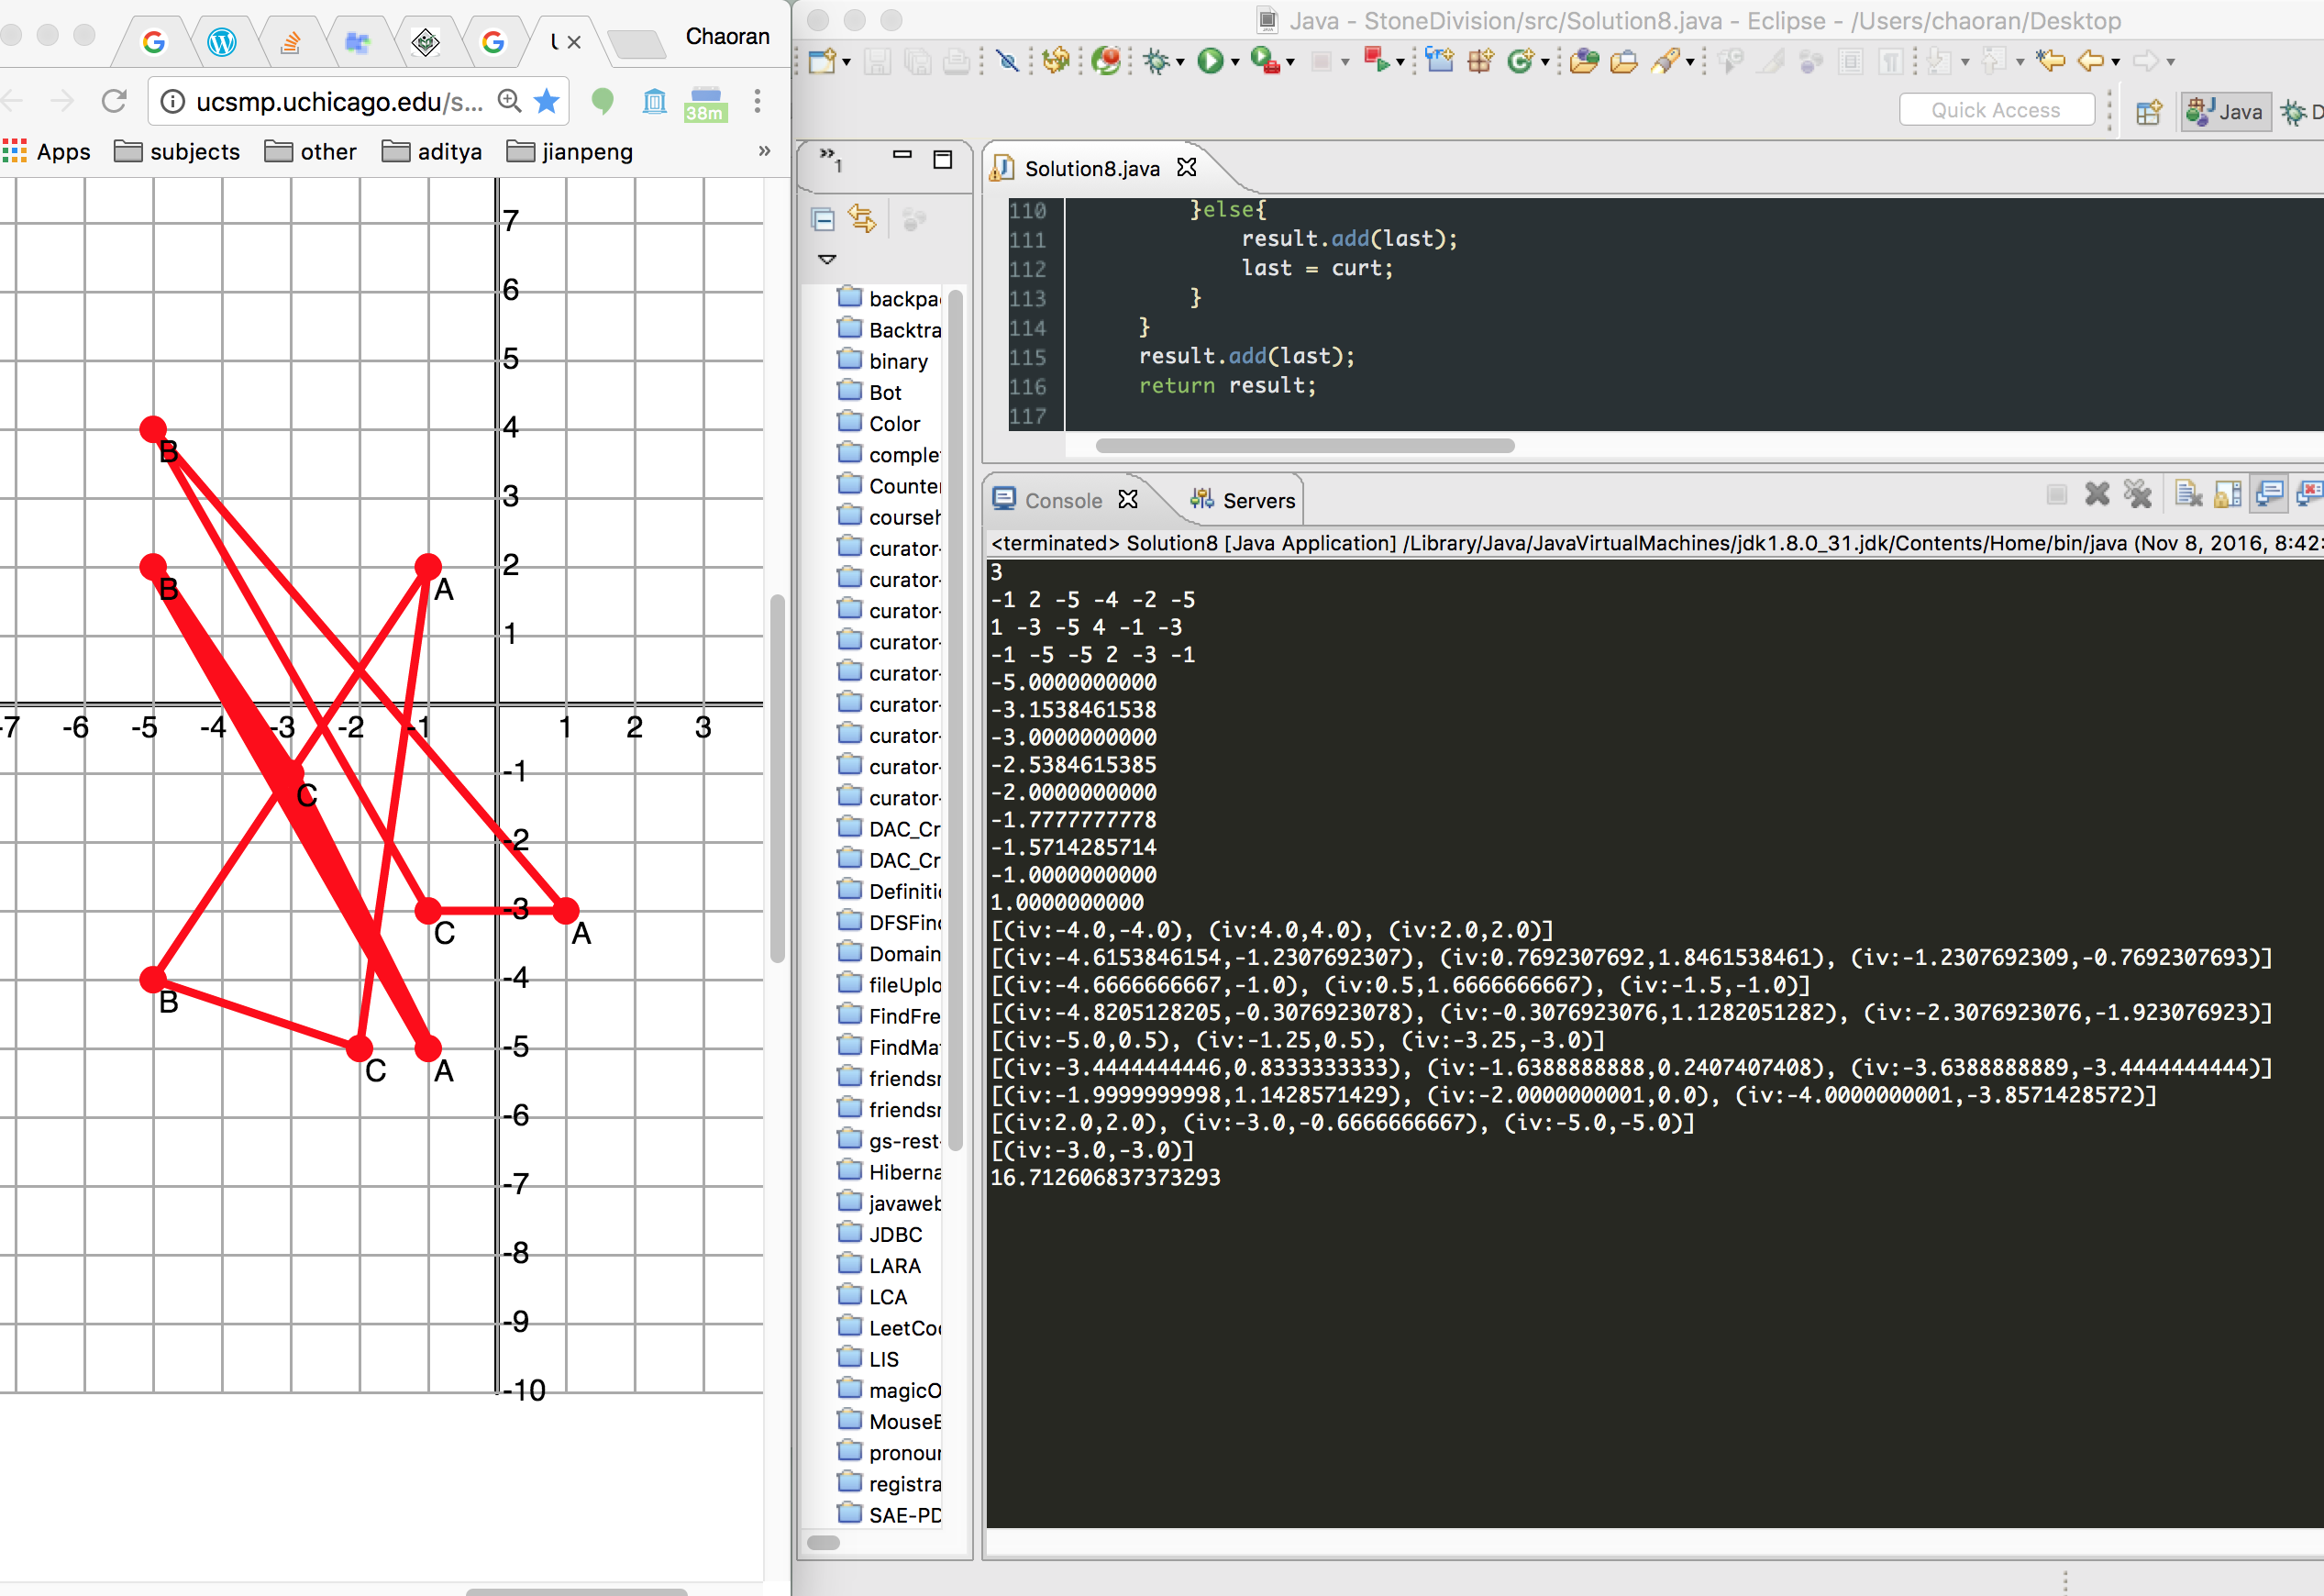 Chaoran
ucsmp.uchicago.edu/s...
38m
Apps subjects other aditya jianpeng »
7
6
5
4
3
2
1
-7 -6 -5 -4 -3 -2 -1 1 2 3
-1
-2
-3
-4
-5
-6
-7
-8
-9
-10
B
B
A
C
C
A
B
C
A
Java - StoneDivision/src/Solution8.java - Eclipse - /Users/chaoran/Desktop
Quick Access
Java
D
»1
backpa
Backtra
binary
Bot
Color
comple
Counte
courseh
curator-
curator-
curator-
curator-
curator-
curator-
curator-
curator-
curator-
DAC_Cr
DAC_Cr
Definiti
DFSFin
Domain
fileUplo
FindFre
FindMa
friendsr
friendsr
gs-rest-
Hiberna
javaweb
JDBC
LARA
LCA
LeetCo
LIS
magicO
MouseE
pronour
registra
SAE-PD
Solution8.java
110 }else{
111 result.add(last);
112 last = curt;
113 }
114 }
115 result.add(last);
116 return result;
117
Console Servers
<terminated> Solution8 [Java Application] /Library/Java/JavaVirtualMachines/jdk1.8.0_31.jdk/Contents/Home/bin/java (Nov 8, 2016, 8:42:
3
-1 2 -5 -4 -2 -5
1 -3 -5 4 -1 -3
-1 -5 -5 2 -3 -1
-5.0000000000
-3.1538461538
-3.0000000000
-2.5384615385
-2.0000000000
-1.7777777778
-1.5714285714
-1.0000000000
1.0000000000
[(iv:-4.0,-4.0), (iv:4.0,4.0), (iv:2.0,2.0)]
[(iv:-4.6153846154,-1.2307692307), (iv:0.7692307692,1.8461538461), (iv:-1.2307692309,-0.7692307693)]
[(iv:-4.6666666667,-1.0), (iv:0.5,1.6666666667), (iv:-1.5,-1.0)]
[(iv:-4.8205128205,-0.3076923078), (iv:-0.3076923076,1.1282051282), (iv:-2.3076923076,-1.923076923)]
[(iv:-5.0,0.5), (iv:-1.25,0.5), (iv:-3.25,-3.0)]
[(iv:-3.4444444446,0.8333333333), (iv:-1.6388888888,0.2407407408), (iv:-3.6388888889,-3.4444444444)]
[(iv:-1.9999999998,1.1428571429), (iv:-2.0000000001,0.0), (iv:-4.0000000001,-3.8571428572)]
[(iv:2.0,2.0), (iv:-3.0,-0.6666666667), (iv:-5.0,-5.0)]
[(iv:-3.0,-3.0)]
16.712606837373293